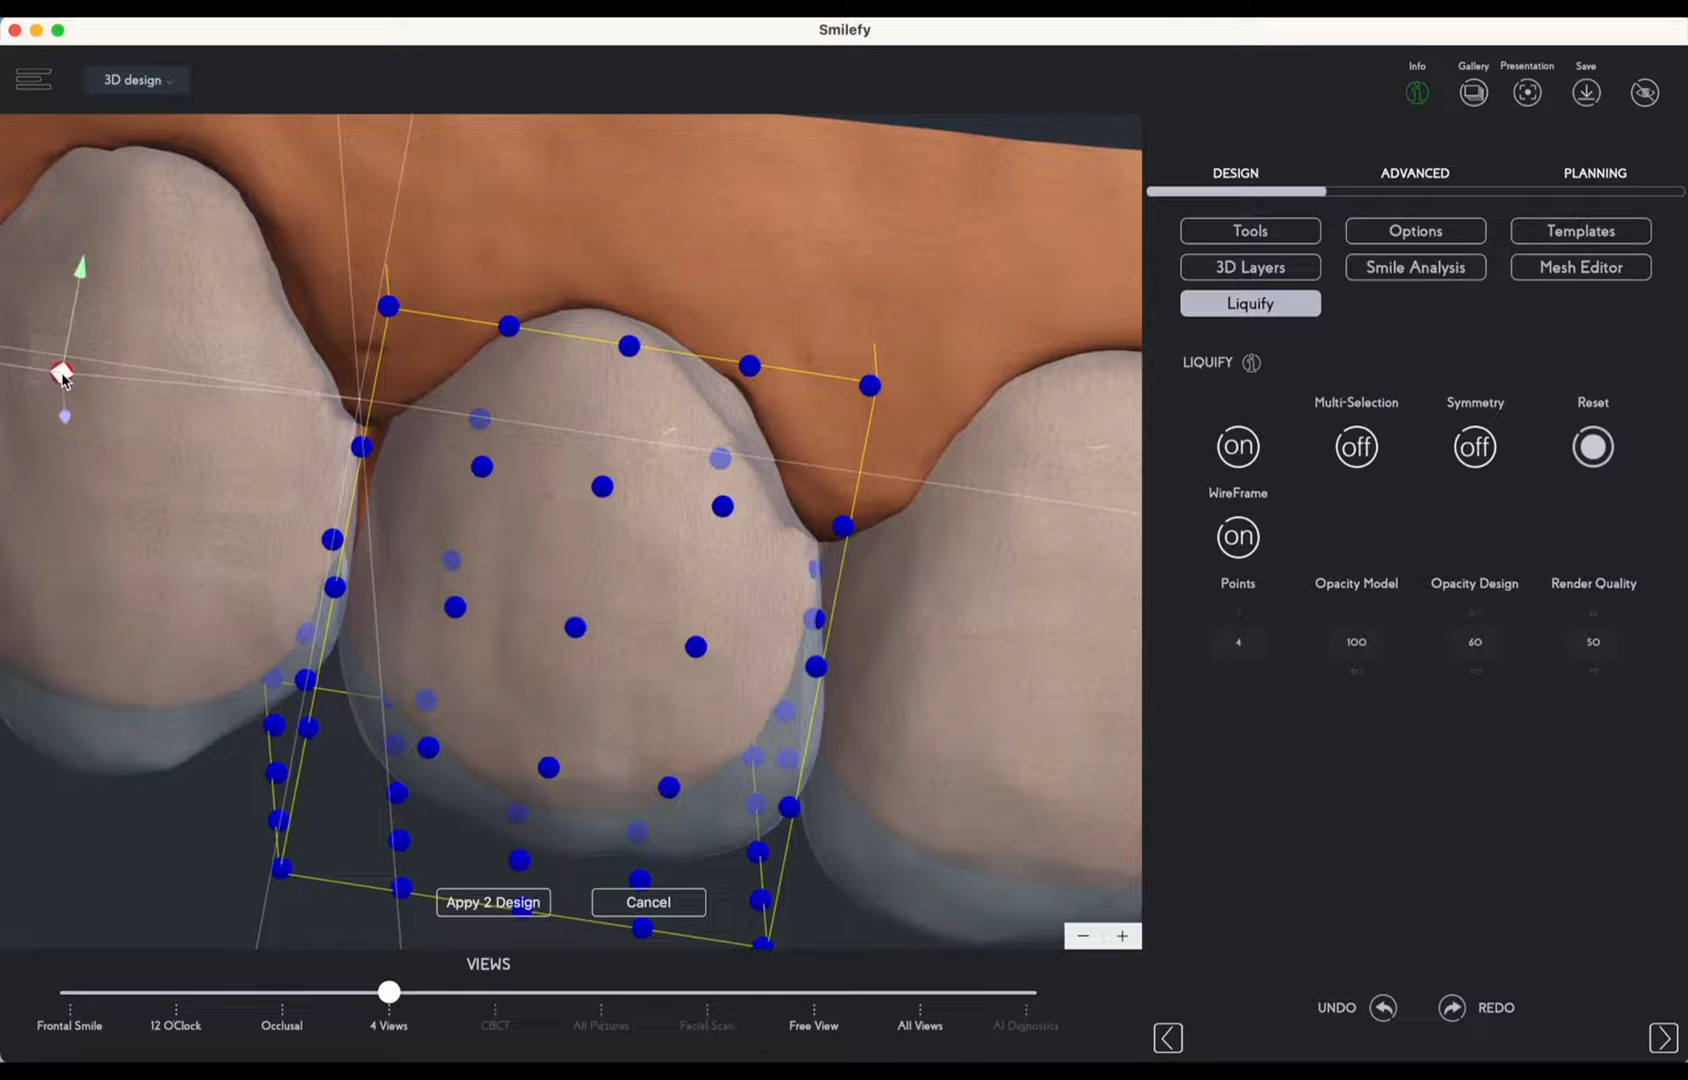 Smilefy
3D design
Info
Gallery
Presentation
Save
DESIGN
ADVANCED
PLANNING
Tools
Options
Templates
3D Layers
Smile Analysis
Mesh Editor
Liquify
LIQUIFY
Multi-Selection
Symmetry
Reset
on
off
off
WireFrame
on
Points
Opacity Model
Opacity Design
Render Quality
4
100
60
50
Appy 2 Design
Cancel
− +
VIEWS
Frontal Smile
12 O'Clock
Occlusal
4 Views
CBCT
All Pictures
Facial Scan
Free View
All Views
AI Dignostics
UNDO
REDO